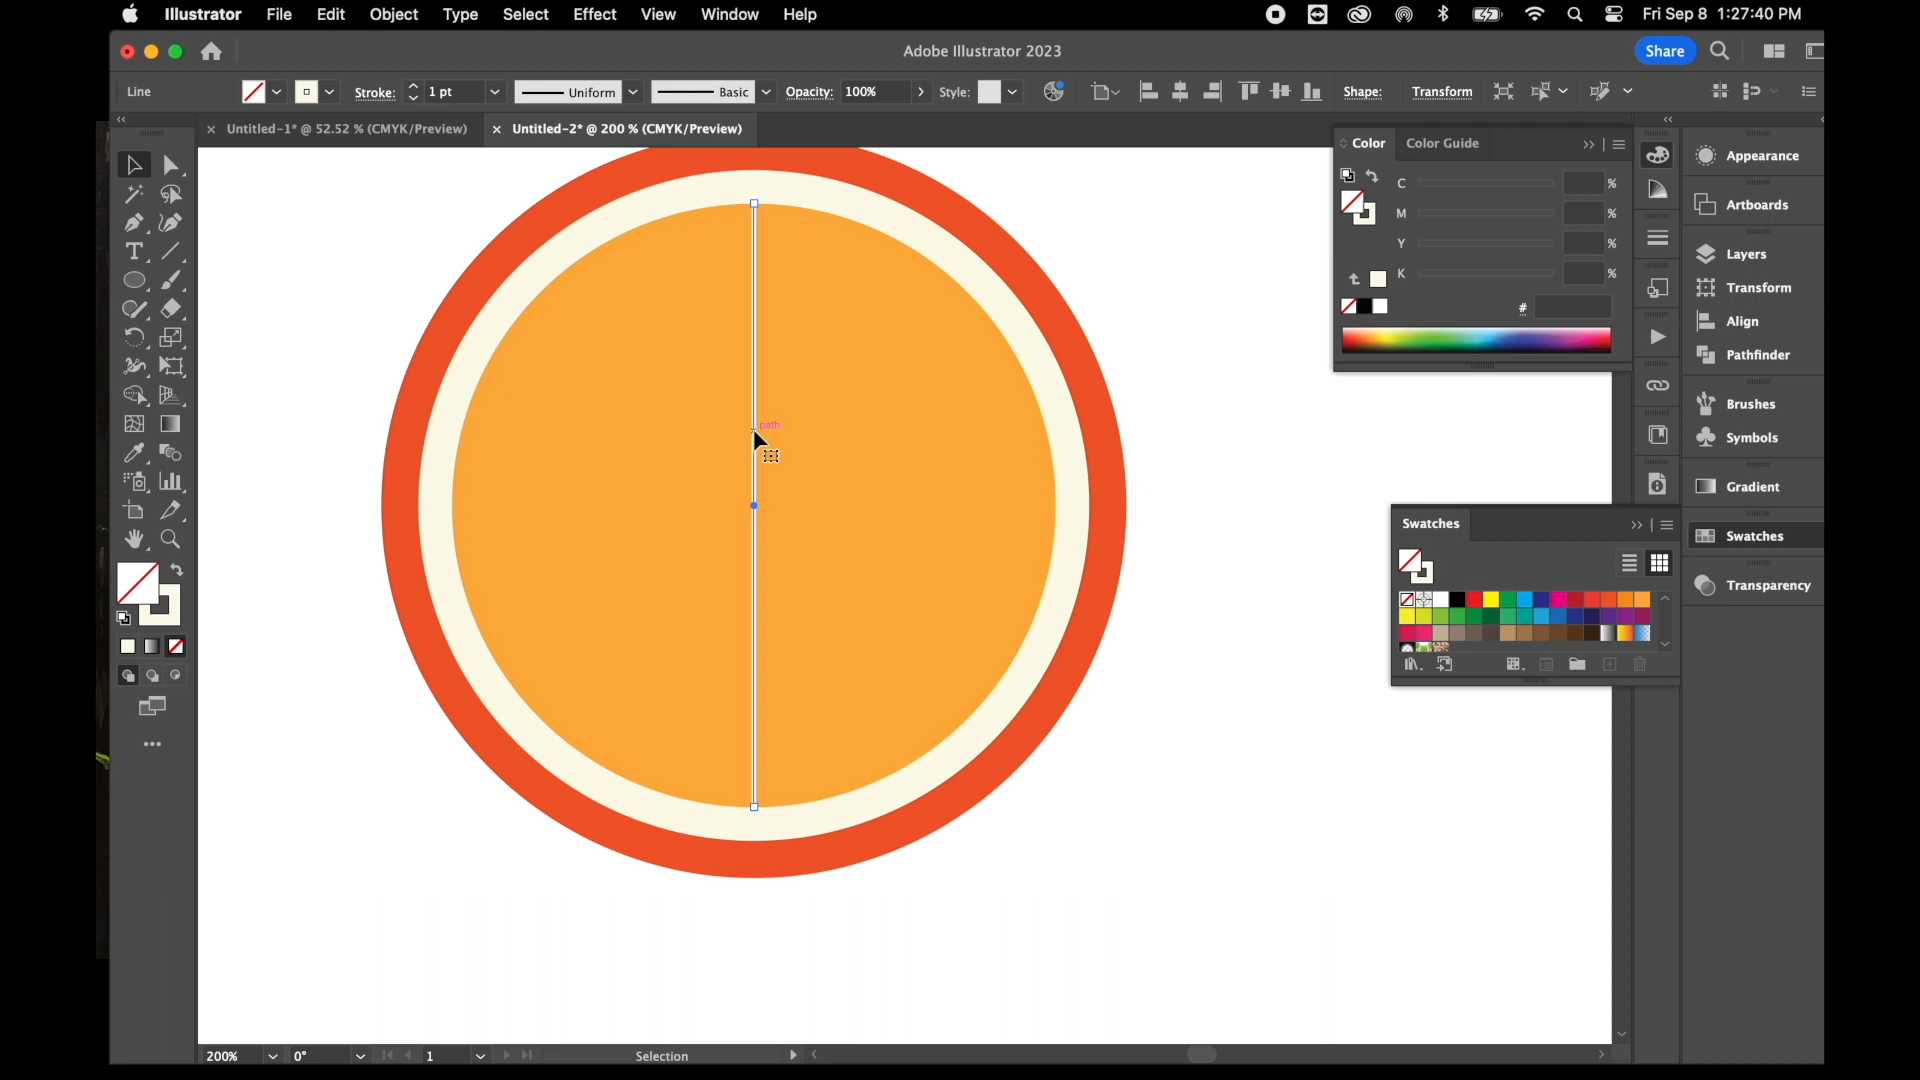 Illustrator File Edit Object Type Select Effect View Window Help Fri Sep 8 1:27:40 PM
Adobe Illustrator 2023
Share
Line Stroke: 1 pt Uniform Basic Opacity: 100% Style: Shape: Transform
Untitled-1* @ 52.52 % (CMYK/Preview)
Untitled-2* @ 200 % (CMYK/Preview)
Color
Color Guide
C %
M %
Y %
K %
#
Appearance
Artboards
Layers
Transform
Align
Pathfinder
Brushes
Symbols
Gradient
Swatches
Transparency
path
Swatches
200% 0° 1 Selection